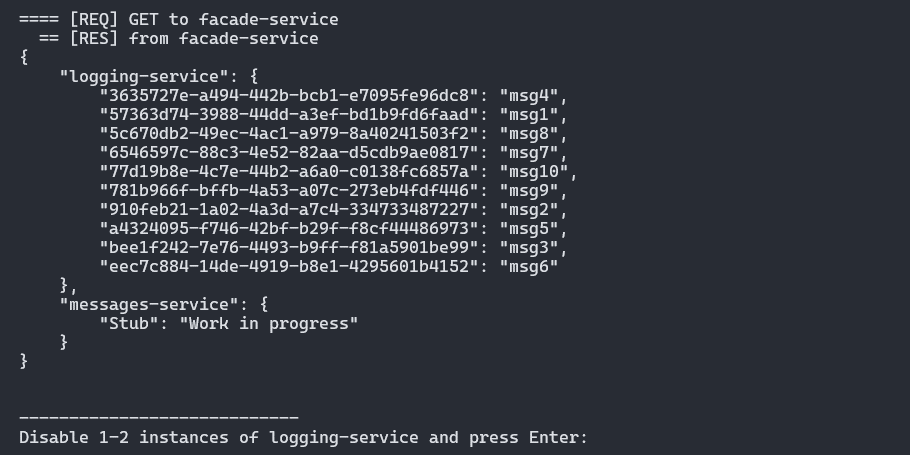 ==== [REQ] GET to facade-service
  == [RES] from facade-service
{
    "logging-service": {
        "3635727e-a494-442b-bcb1-e7095fe96dc8": "msg4",
        "57363d74-3988-44dd-a3ef-bd1b9fd6faad": "msg1",
        "5c670db2-49ec-4ac1-a979-8a40241503f2": "msg8",
        "6546597c-88c3-4e52-82aa-d5cdb9ae0817": "msg7",
        "77d19b8e-4c7e-44b2-a6a0-c0138fc6857a": "msg10",
        "781b966f-bffb-4a53-a07c-273eb4fdf446": "msg9",
        "910feb21-1a02-4a3d-a7c4-334733487227": "msg2",
        "a4324095-f746-42bf-b29f-f8cf44486973": "msg5",
        "bee1f242-7e76-4493-b9ff-f81a5901be99": "msg3",
        "eec7c884-14de-4919-b8e1-4295601b4152": "msg6"
    },
    "messages-service": {
        "Stub": "Work in progress"
    }
}
----------------------------
Disable 1-2 instances of logging-service and press Enter: